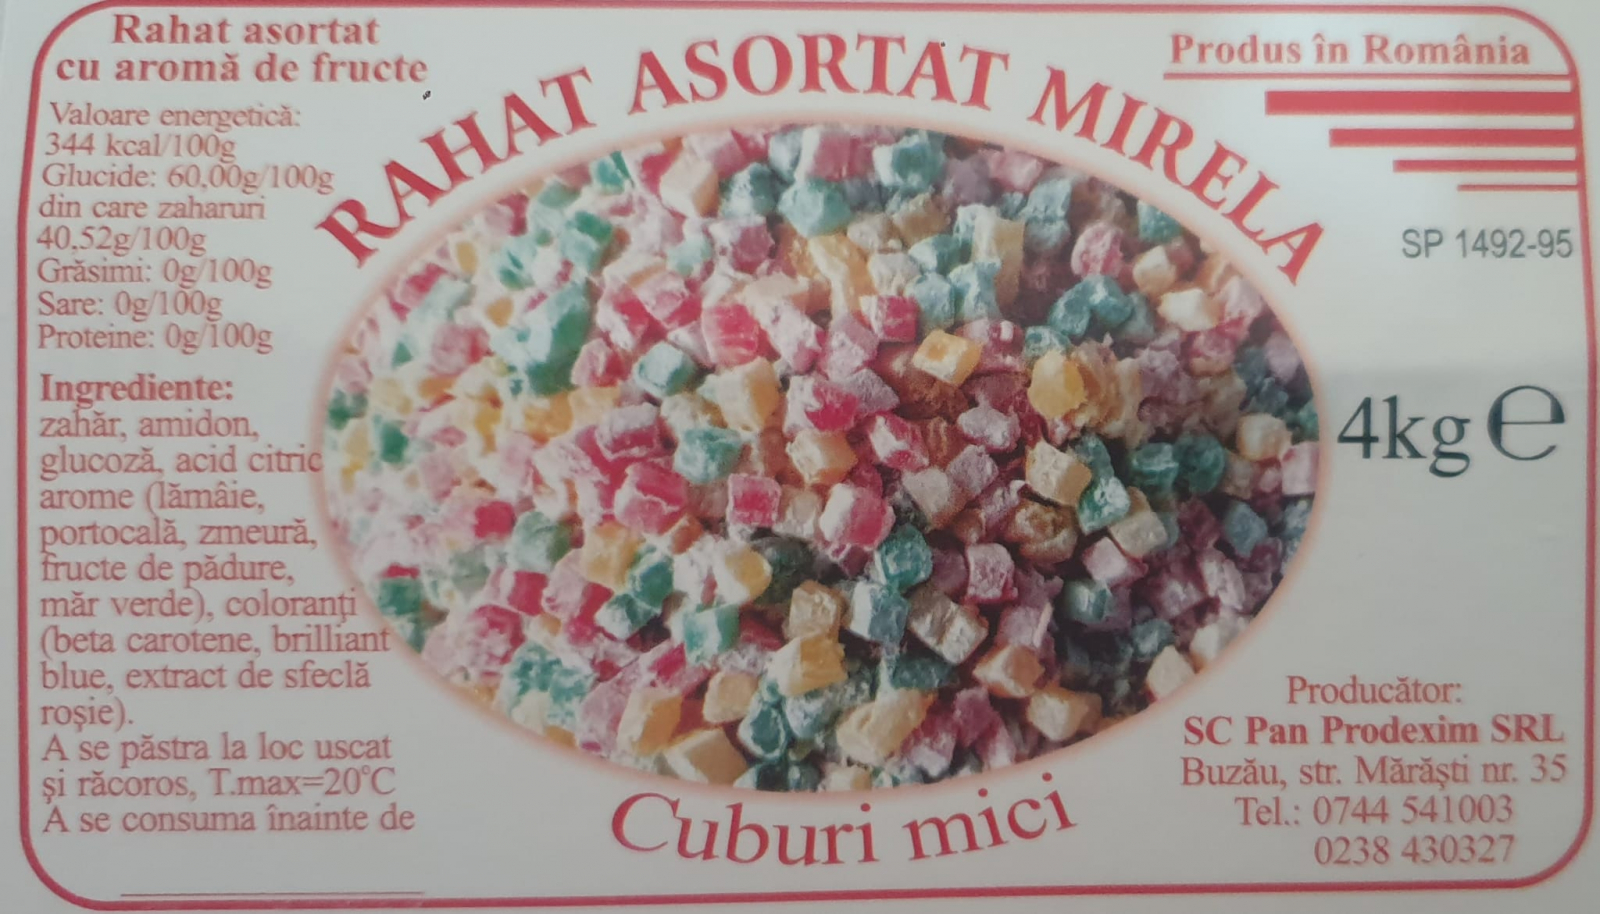 Rahat asortat
cu aromă de fructe
Valoare energetică:
344 kcal/100g
Glucide: 60,00g/100g
din care zaharuri
40,52g/100g
Grăsimi: 0g/100g
Sare: 0g/100g
Proteine: 0g/100g
Ingrediente:
zahăr, amidon,
glucoză, acid citric
arome (lămâie,
portocală, zmeură,
fructe de pădure,
măr verde), coloranţi
(beta carotene, brilliant
blue, extract de sfeclă
roşie).
A se păstra la loc uscat
şi răcoros, T.max=20°C
A se consuma înainte de
RAHAT ASORTAT MIRELA
Cuburi mici
Produs în România
SP 1492-95
4kg e
Producător:
SC Pan Prodexim SRL
Buzău, str. Mărăşti nr. 35
Tel.: 0744 541003
0238 430327